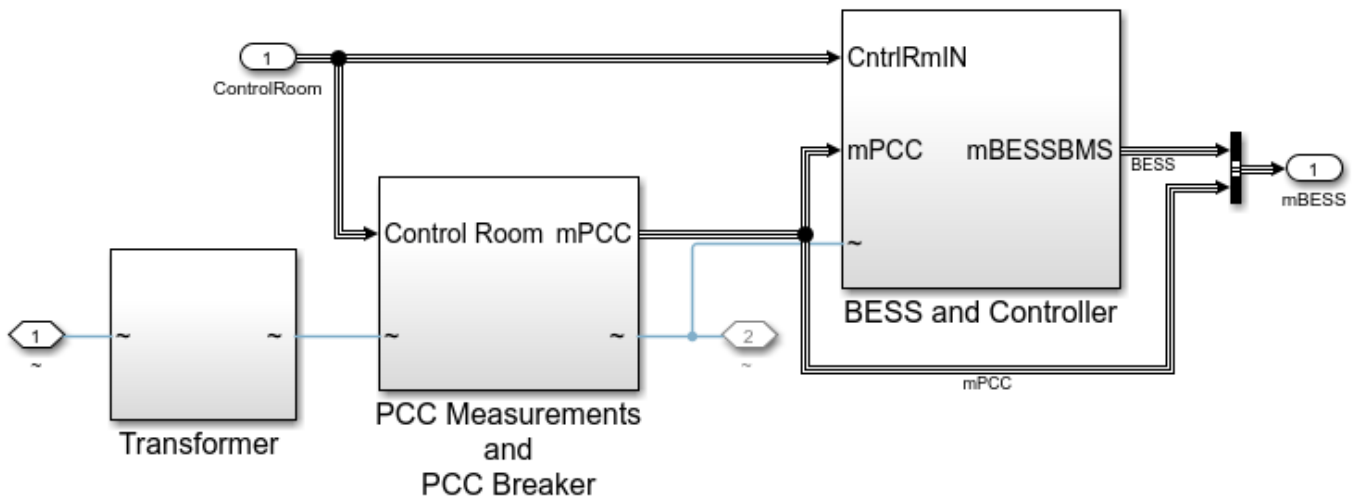 1
ControlRoom
CntrlRmIN
mPCC
mBESSBMS
BESS
1
mBESS
Control Room
mPCC
~
BESS and Controller
1
~
~
~
Transformer
~
~
PCC Measurements
and
PCC Breaker
2
~
mPCC